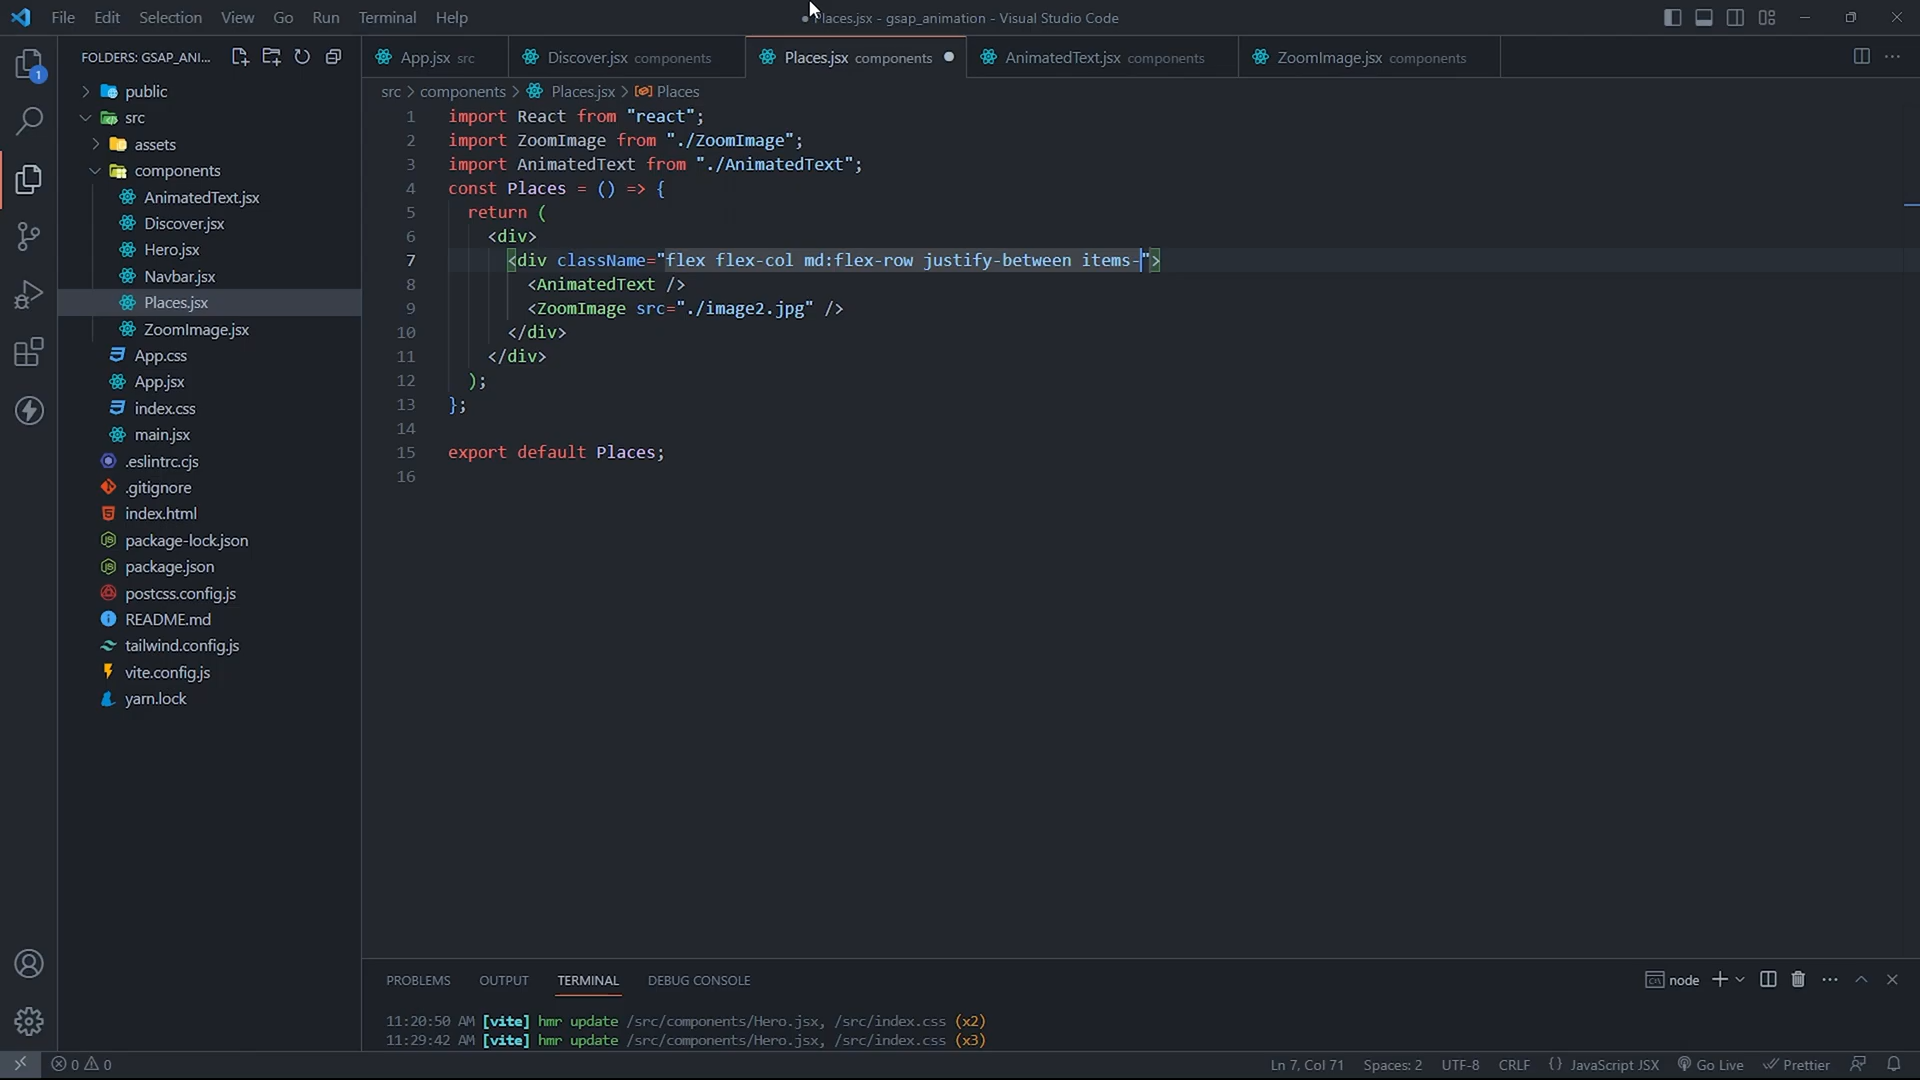 File Edit Selection View Go Run Terminal Help
Places.jsx - gsap_animation - Visual Studio Code
FOLDERS: GSAP_ANI...
App.jsx src
Discover.jsx components
Places.jsx components
AnimatedText.jsx components
ZoomImage.jsx components
src > components > Places.jsx > Places
1
public
src
assets
components
AnimatedText.jsx
Discover.jsx
Hero.jsx
Navbar.jsx
Places.jsx
ZoomImage.jsx
App.css
App.jsx
index.css
main.jsx
.eslintrc.cjs
.gitignore
index.html
package-lock.json
package.json
postcss.config.js
README.md
tailwind.config.js
vite.config.js
yarn.lock
1 import React from "react";
2 import ZoomImage from "./ZoomImage";
3 import AnimatedText from "./AnimatedText";
4 const Places = () => {
5 return (
6 <div>
7 <div className="flex flex-col md:flex-row justify-between items-">
8 <AnimatedText />
9 <ZoomImage src="./image2.jpg" />
10 </div>
11 </div>
12 );
13 };
14
15 export default Places;
16
PROBLEMS OUTPUT TERMINAL DEBUG CONSOLE
node
11:20:50 AM [vite] hmr update /src/components/Hero.jsx, /src/index.css (x2)
11:29:42 AM [vite] hmr update /src/components/Hero.jsx, /src/index.css (x3)
0 0
Ln 7, Col 71 Spaces: 2 UTF-8 CRLF {} JavaScript JSX Go Live Prettier